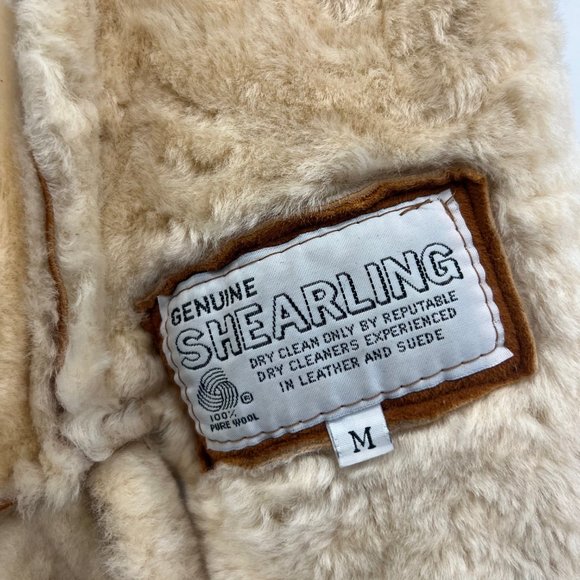 GENUINE
SHEARLING
DRY CLEAN ONLY BY REPUTABLE
DRY CLEANERS EXPERIENCED
IN LEATHER AND SUEDE
®
100%
PURE WOOL
M